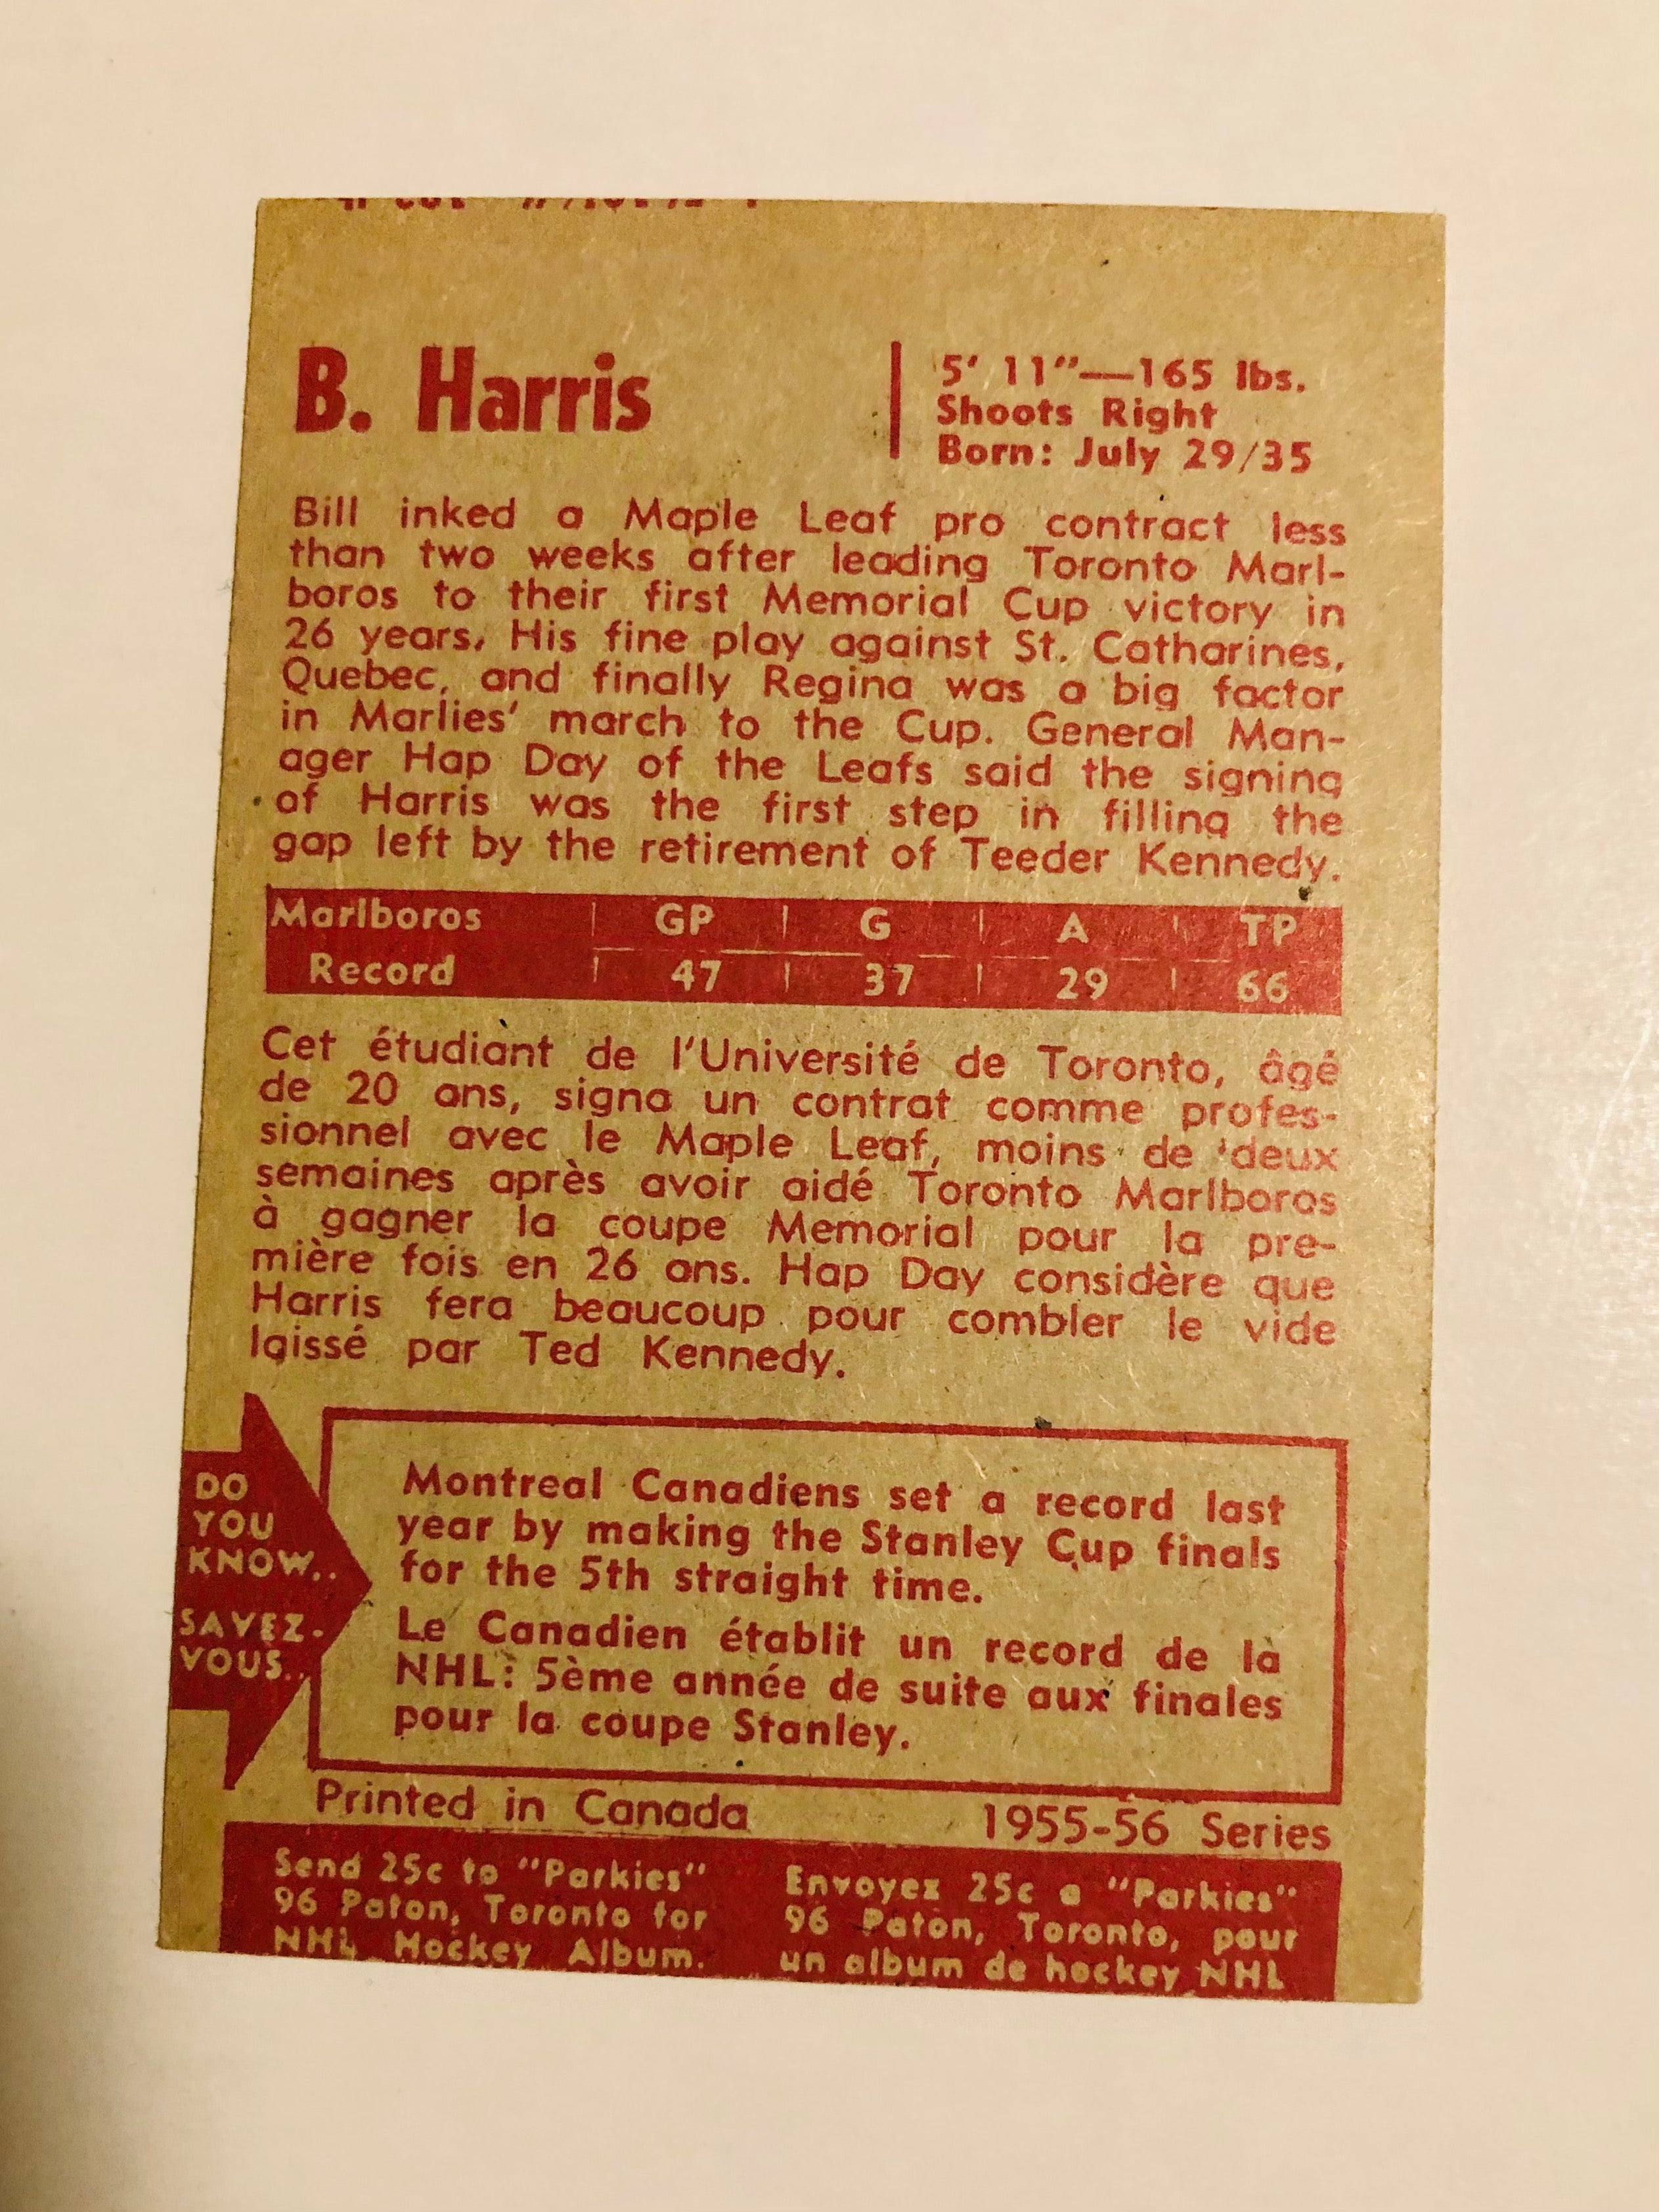 B. Harris
5' 11"—165 lbs.
Shoots Right
Born: July 29/35
Bill inked a Maple Leaf pro contract less
than two weeks after leading Toronto Marl-
boros to their first Memorial Cup victory in
26 years. His fine play against St. Catharines,
Quebec, and finally Regina was a big factor
in Marlies' march to the Cup. General Man-
ager Hap Day of the Leafs said the signing
of Harris was the first step in filling the
gap left by the retirement of Teeder Kennedy.
Marlboros GP G A TP
Record 47 37 29 66
Cet étudiant de l'Université de Toronto, âgé
de 20 ans, signa un contrat comme profes-
sionnel avec le Maple Leaf, moins de deux
semaines après avoir aidé Toronto Marlboros
à gagner la coupe Memorial pour la pre-
mière fois en 26 ans. Hap Day considère que
Harris fera beaucoup pour combler le vide
laissé par Ted Kennedy.
DO
YOU
KNOW..
SAVEZ-
VOUS..
Montreal Canadiens set a record last
year by making the Stanley Cup finals
for the 5th straight time.
Le Canadien établit un record de là
NHL: 5ème année de suite aux finales
pour la coupe Stanley.
Printed in Canada 1955-56 Series
Send 25c to "Parkies"
96 Paton, Toronto for
NHL Hockey Album.
Envoyez 25c a "Parkies"
96 Paton, Toronto, pour
un album de hockey NHL